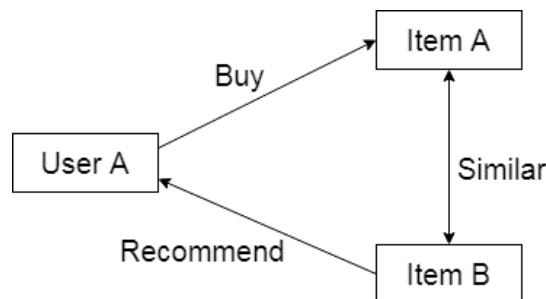 Item A
Buy
User A
Similar
Recommend
Item B